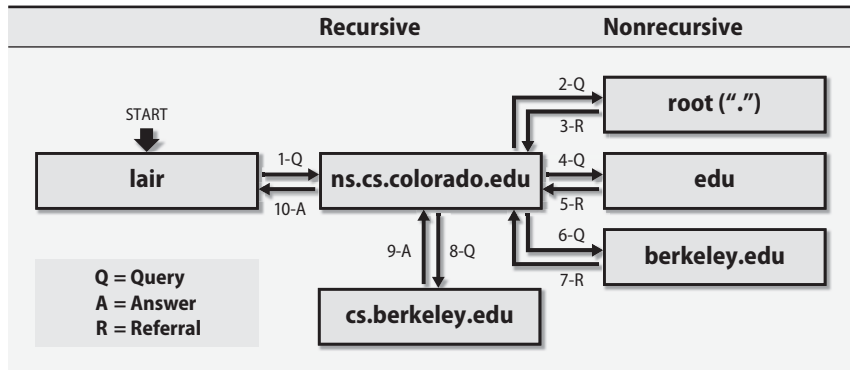 Recursive
Nonrecursive
START
lair
1-Q
10-A
ns.cs.colorado.edu
2-Q
3-R
root (“.”)
4-Q
5-R
edu
6-Q
7-R
berkeley.edu
9-A
8-Q
cs.berkeley.edu
Q = Query
A = Answer
R = Referral